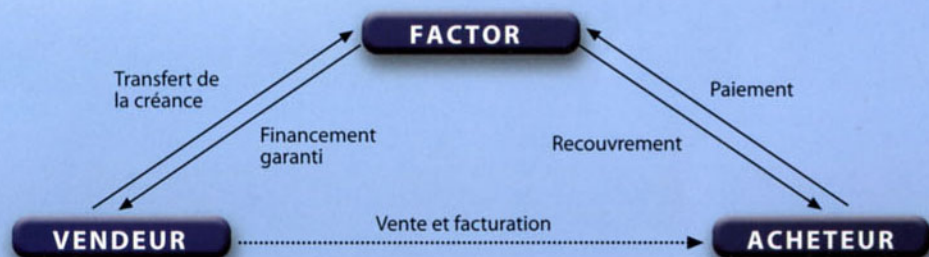 FACTOR
Transfert de
la créance
Paiement
Financement
garanti
Recouvrement
Vente et facturation
VENDEUR
ACHETEUR